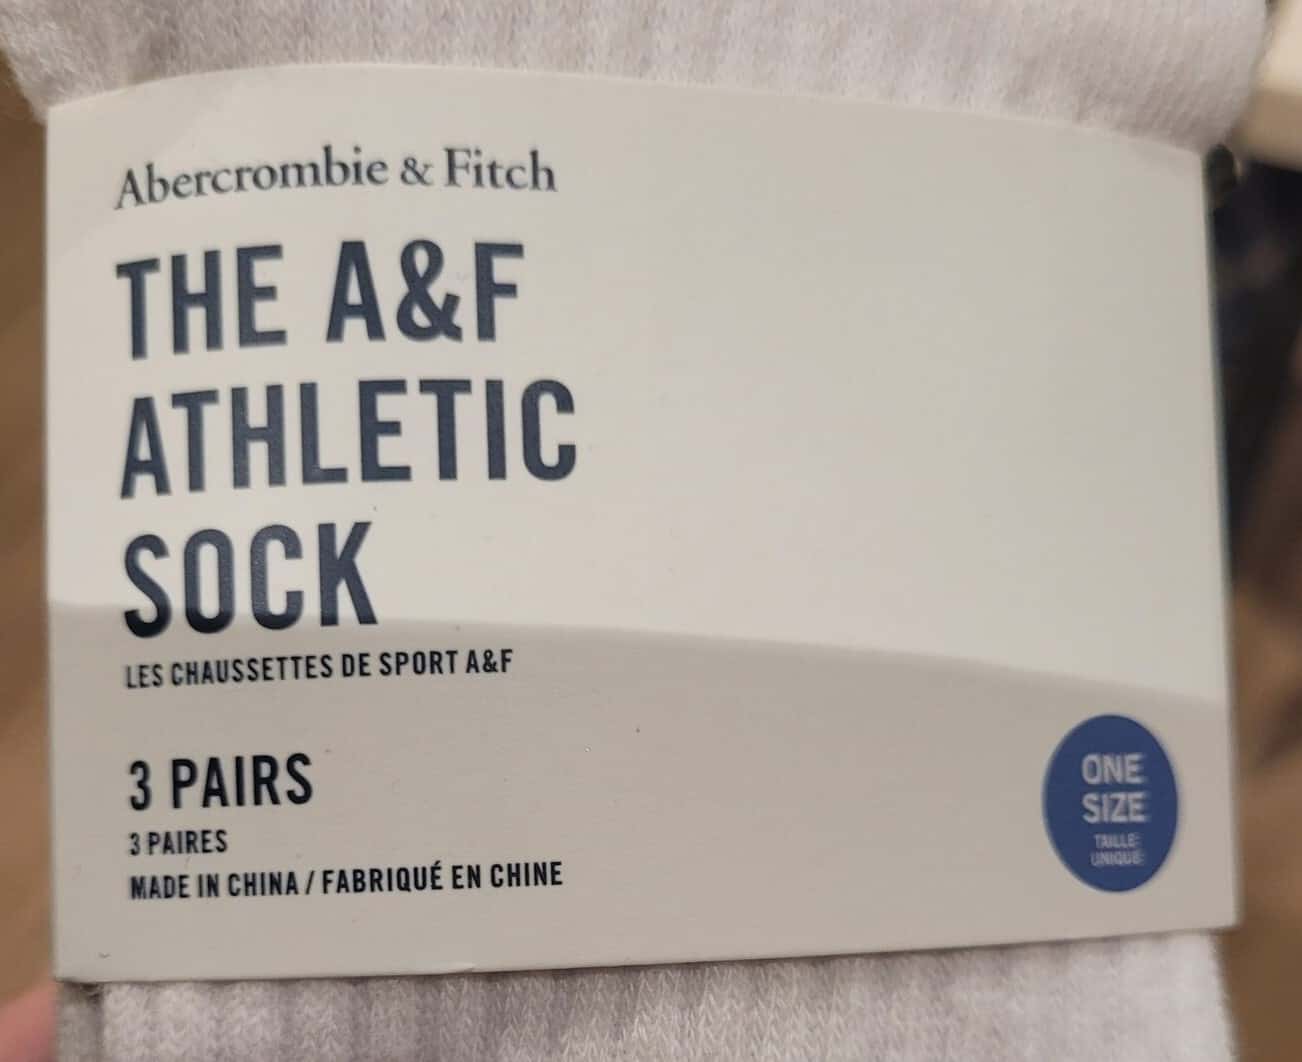 Abercrombie & Fitch
THE A&F
ATHLETIC
SOCK
LES CHAUSSETTES DE SPORT A&F
3 PAIRS
3 PAIRES
MADE IN CHINA / FABRIQUÉ EN CHINE
ONE
SIZE
TAILLE
UNIQUE